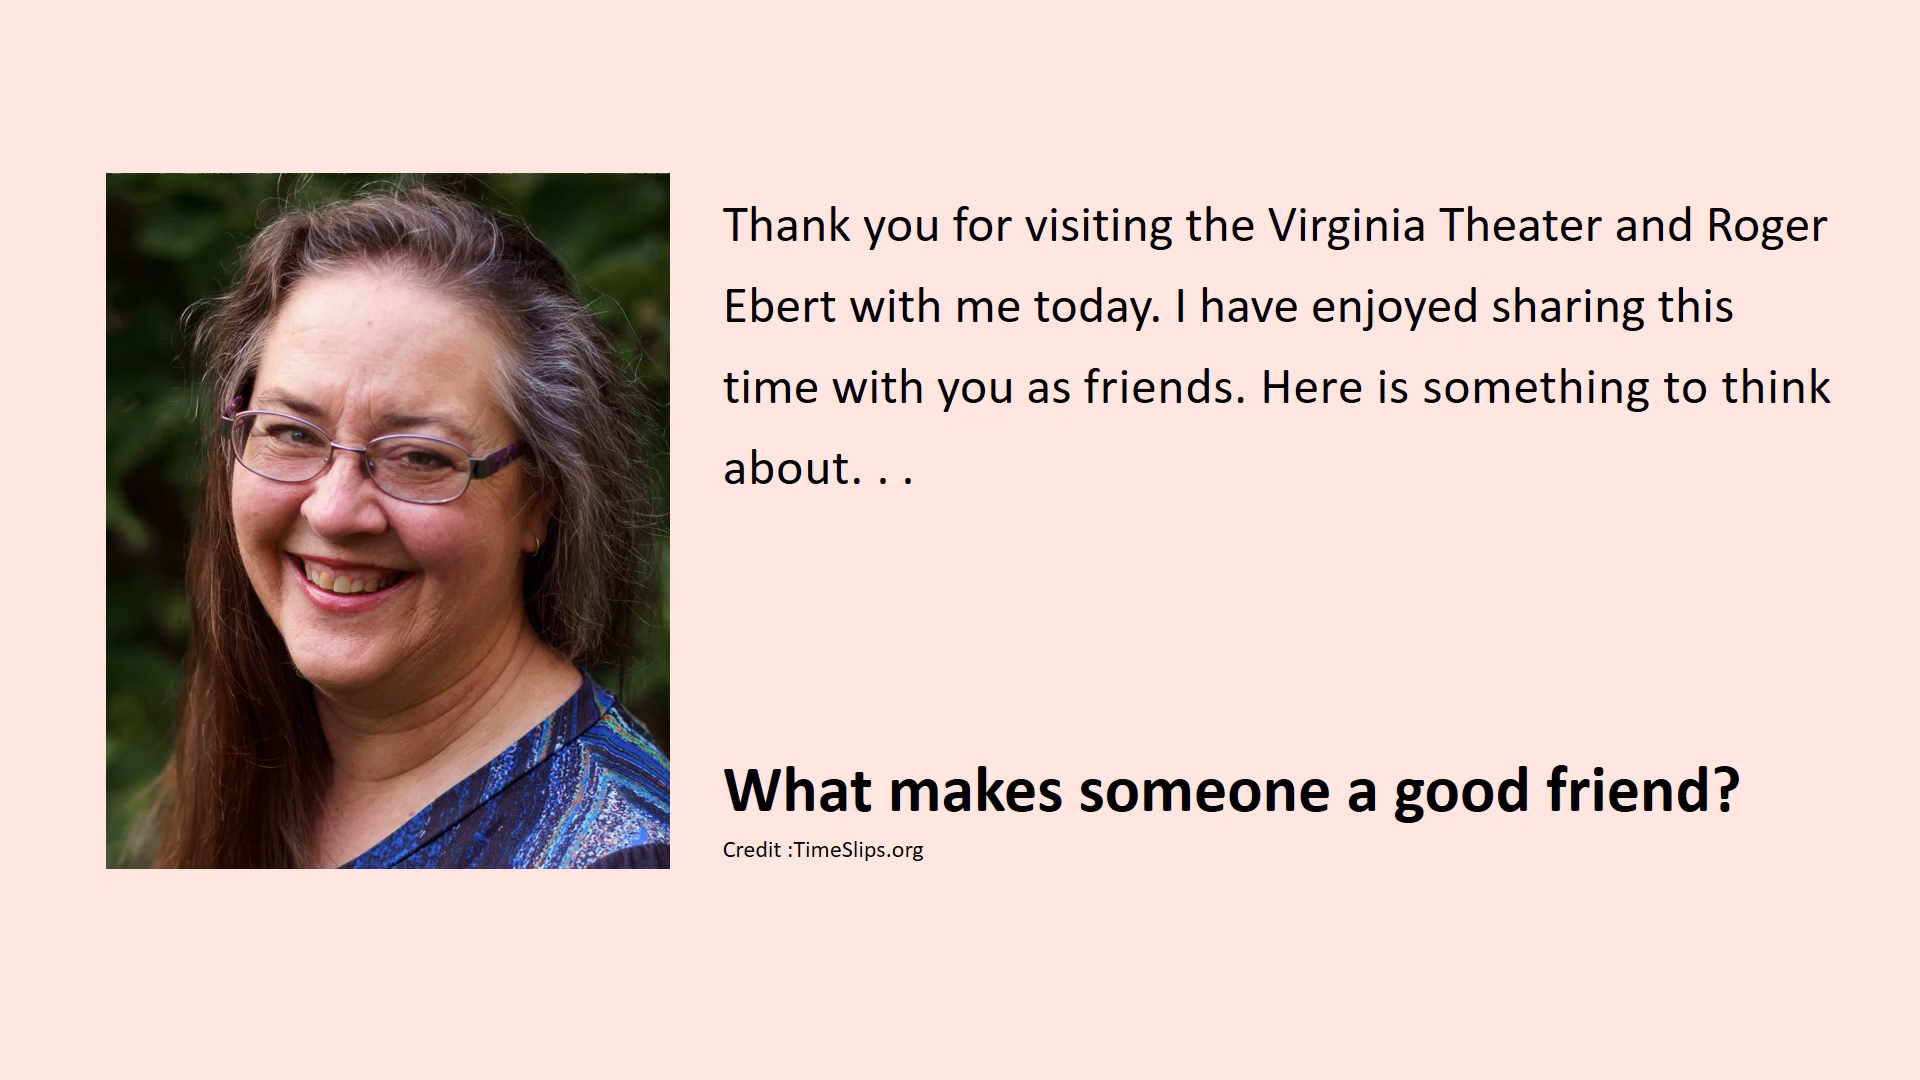 Thank you for visiting the Virginia Theater and Roger
Ebert with me today. I have enjoyed sharing this
time with you as friends. Here is something to think
about. . .
What makes someone a good friend?
Credit :TimeSlips.org